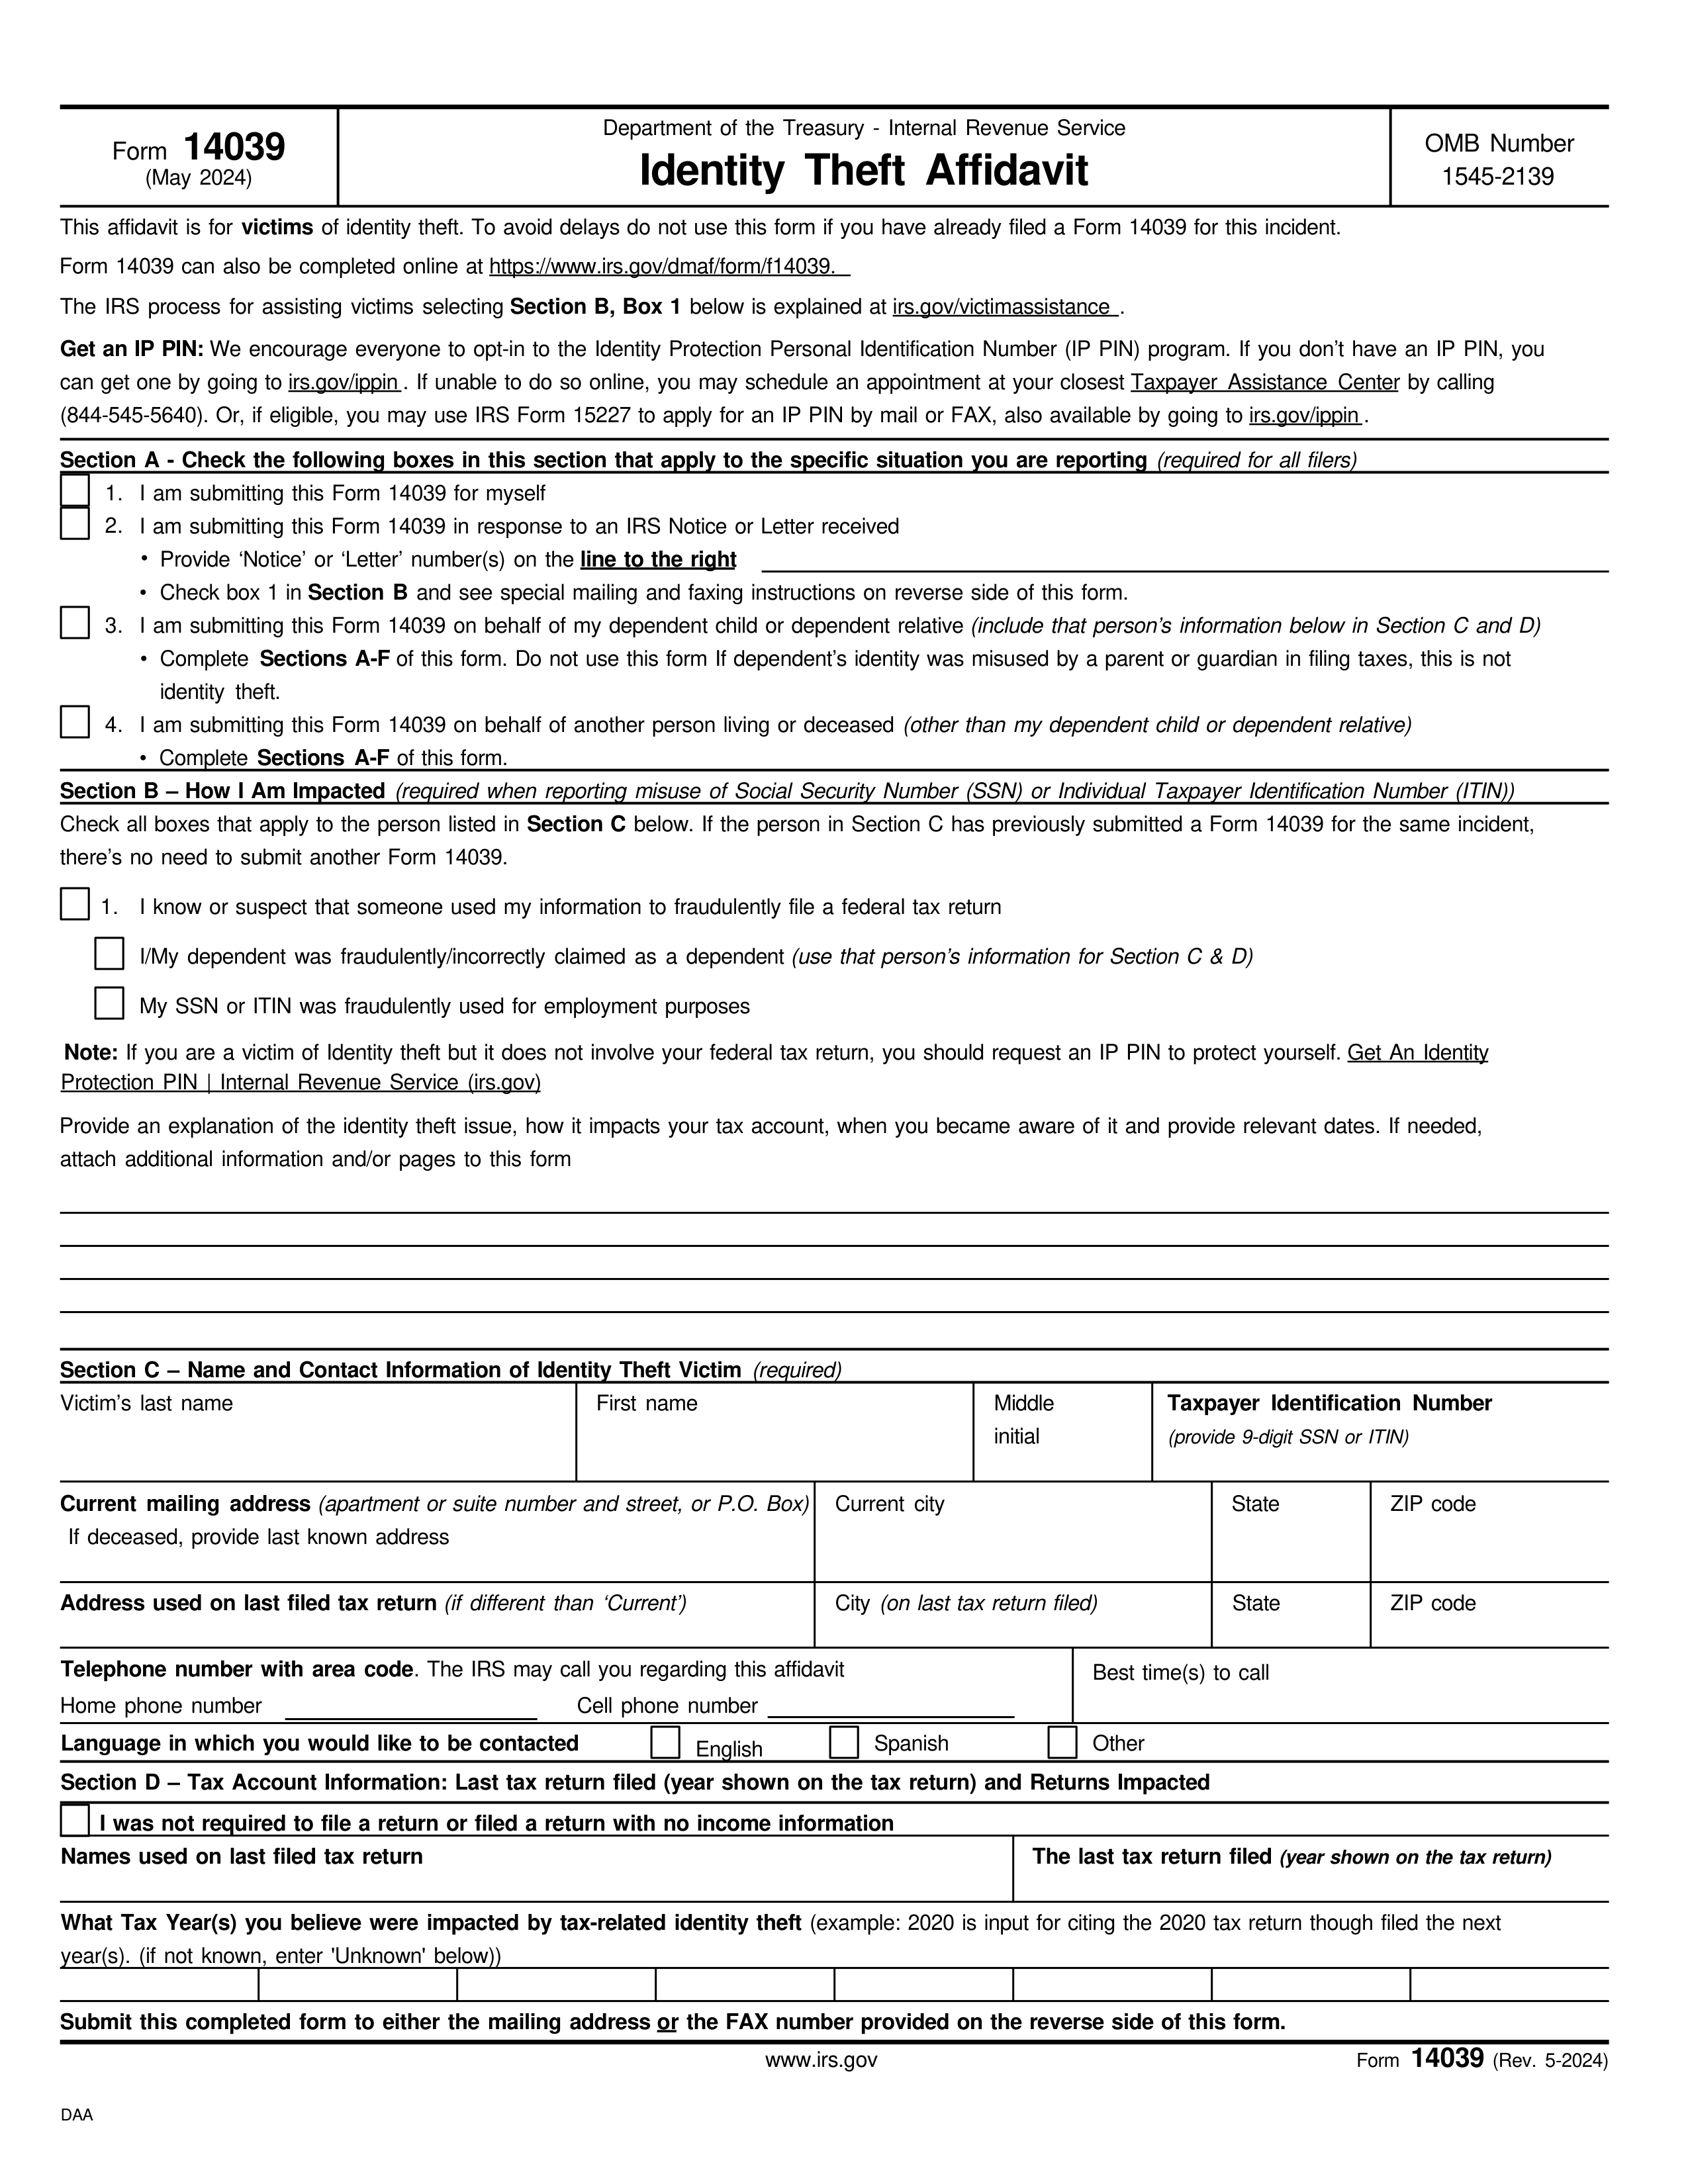 Form 14039
(May 2024)
Department of the Treasury - Internal Revenue Service
Identity Theft Affidavit
OMB Number
1545-2139
This affidavit is for victims of identity theft. To avoid delays do not use this form if you have already filed a Form 14039 for this incident.
Form 14039 can also be completed online at https://www.irs.gov/dmaf/form/f14039.
The IRS process for assisting victims selecting Section B, Box 1 below is explained at irs.gov/victimassistance .
Get an IP PIN: We encourage everyone to opt-in to the Identity Protection Personal Identification Number (IP PIN) program. If you don’t have an IP PIN, you
can get one by going to irs.gov/ippin . If unable to do so online, you may schedule an appointment at your closest Taxpayer Assistance Center by calling
(844-545-5640). Or, if eligible, you may use IRS Form 15227 to apply for an IP PIN by mail or FAX, also available by going to irs.gov/ippin .
Section A - Check the following boxes in this section that apply to the specific situation you are reporting (required for all filers)
1. I am submitting this Form 14039 for myself
2. I am submitting this Form 14039 in response to an IRS Notice or Letter received
• Provide ‘Notice’ or ‘Letter’ number(s) on the line to the right
• Check box 1 in Section B and see special mailing and faxing instructions on reverse side of this form.
3. I am submitting this Form 14039 on behalf of my dependent child or dependent relative (include that person’s information below in Section C and D)
• Complete Sections A-F of this form. Do not use this form If dependent’s identity was misused by a parent or guardian in filing taxes, this is not
identity theft.
4. I am submitting this Form 14039 on behalf of another person living or deceased (other than my dependent child or dependent relative)
• Complete Sections A-F of this form.
Section B – How I Am Impacted (required when reporting misuse of Social Security Number (SSN) or Individual Taxpayer Identification Number (ITIN))
Check all boxes that apply to the person listed in Section C below. If the person in Section C has previously submitted a Form 14039 for the same incident,
there’s no need to submit another Form 14039.
1. I know or suspect that someone used my information to fraudulently file a federal tax return
I/My dependent was fraudulently/incorrectly claimed as a dependent (use that person’s information for Section C & D)
My SSN or ITIN was fraudulently used for employment purposes
Note: If you are a victim of Identity theft but it does not involve your federal tax return, you should request an IP PIN to protect yourself. Get An Identity
Protection PIN | Internal Revenue Service (irs.gov)
Provide an explanation of the identity theft issue, how it impacts your tax account, when you became aware of it and provide relevant dates. If needed,
attach additional information and/or pages to this form
Section C – Name and Contact Information of Identity Theft Victim (required)
Victim’s last name
First name
Middle
initial
Taxpayer Identification Number
(provide 9-digit SSN or ITIN)
Current mailing address (apartment or suite number and street, or P.O. Box)
If deceased, provide last known address
Current city
State
ZIP code
Address used on last filed tax return (if different than ‘Current’)
City (on last tax return filed)
State
ZIP code
Telephone number with area code. The IRS may call you regarding this affidavit
Home phone number
Cell phone number
Best time(s) to call
Language in which you would like to be contacted
English
Spanish
Other
Section D – Tax Account Information: Last tax return filed (year shown on the tax return) and Returns Impacted
I was not required to file a return or filed a return with no income information
Names used on last filed tax return
The last tax return filed (year shown on the tax return)
What Tax Year(s) you believe were impacted by tax-related identity theft (example: 2020 is input for citing the 2020 tax return though filed the next
year(s). (if not known, enter 'Unknown' below))
Submit this completed form to either the mailing address or the FAX number provided on the reverse side of this form.
www.irs.gov
Form 14039 (Rev. 5-2024)
DAA